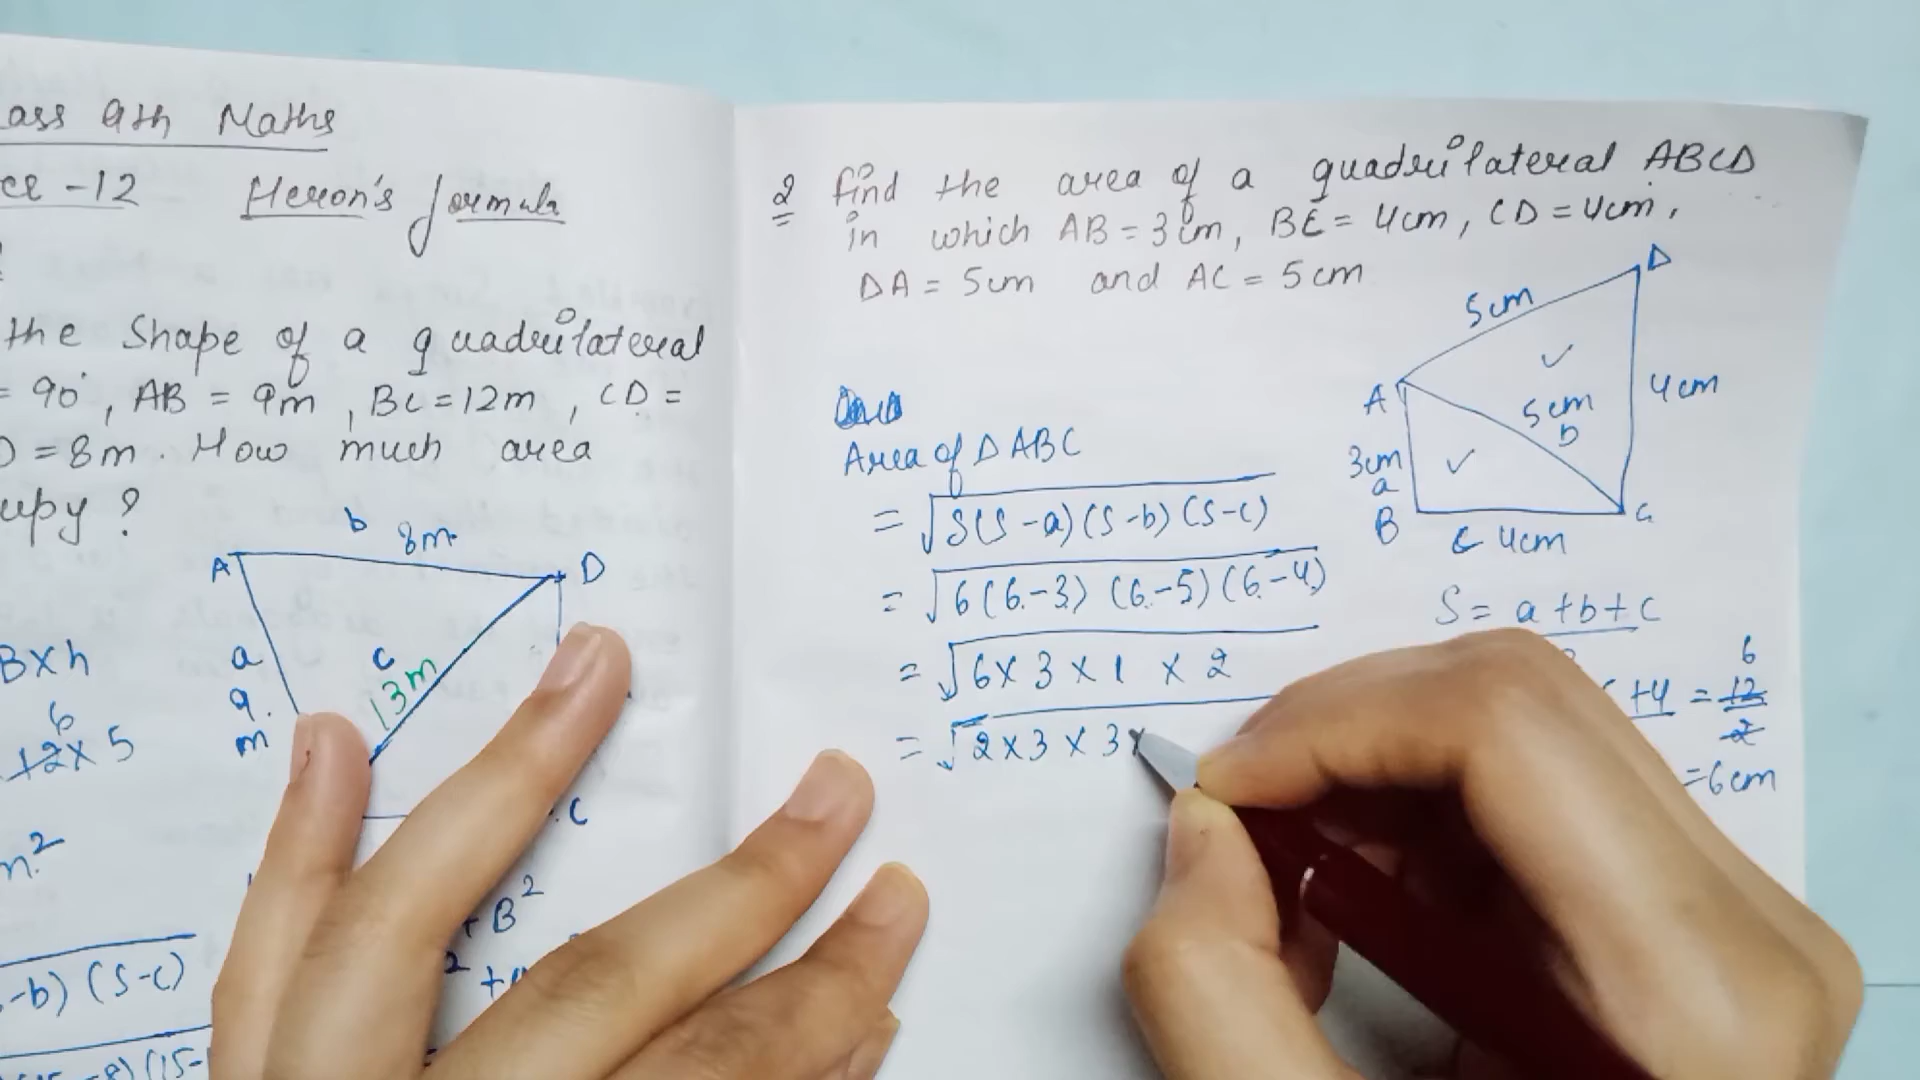 ass 9th Maths
-12 Heron's formula
the Shape of a quadrilateral
= 90°, AB = 9m, BC = 12m, CD =
= 8m. How much area
upy ?
b
8m
A
D
a
9
m
c
13m
C
B×h
6
12×5
m²
+B²
-b) (S-c)
2 find the area of a quadrilateral ABCD
in which AB = 3cm, BC = 4cm, CD = 4cm,
DA = 5cm and AC = 5cm
D
5cm
A
5cm
b
4cm
3cm
a
B
c 4cm
C
Area of Δ ABC
= √S(S-a)(S-b)(S-c)
= √6(6-3)(6-5)(6-4)
= √6×3×1×2
= √2×3×3×
S = a+b+c
6
+4 = 12
2
=6cm